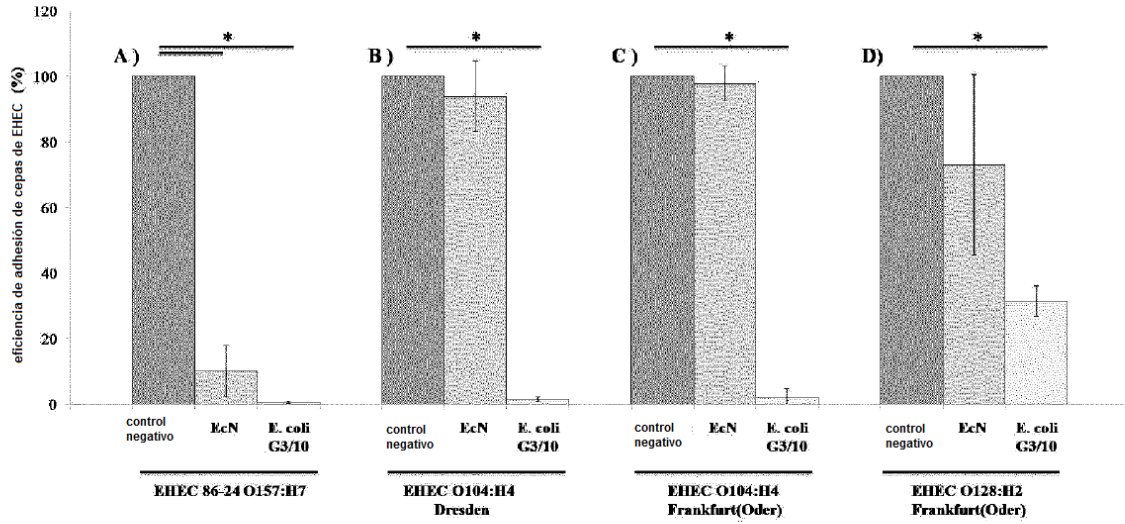 eficiencia de adhesión de cepas de EHEC (%)
120
100
80
60
40
20
0
A )
*
B )
*
C )
*
D)
*
control
negativo
EcN
E. coli
G3/10
control
negativo
EcN
E. coli
G3/10
control
negativo
EcN
E. coli
G3/10
control
negativo
EcN
E. coli
G3/10
EHEC 86-24 O157:H7
EHEC O104:H4
Dresden
EHEC O104:H4
Frankfurt(Oder)
EHEC O128:H2
Frankfurt(Oder)